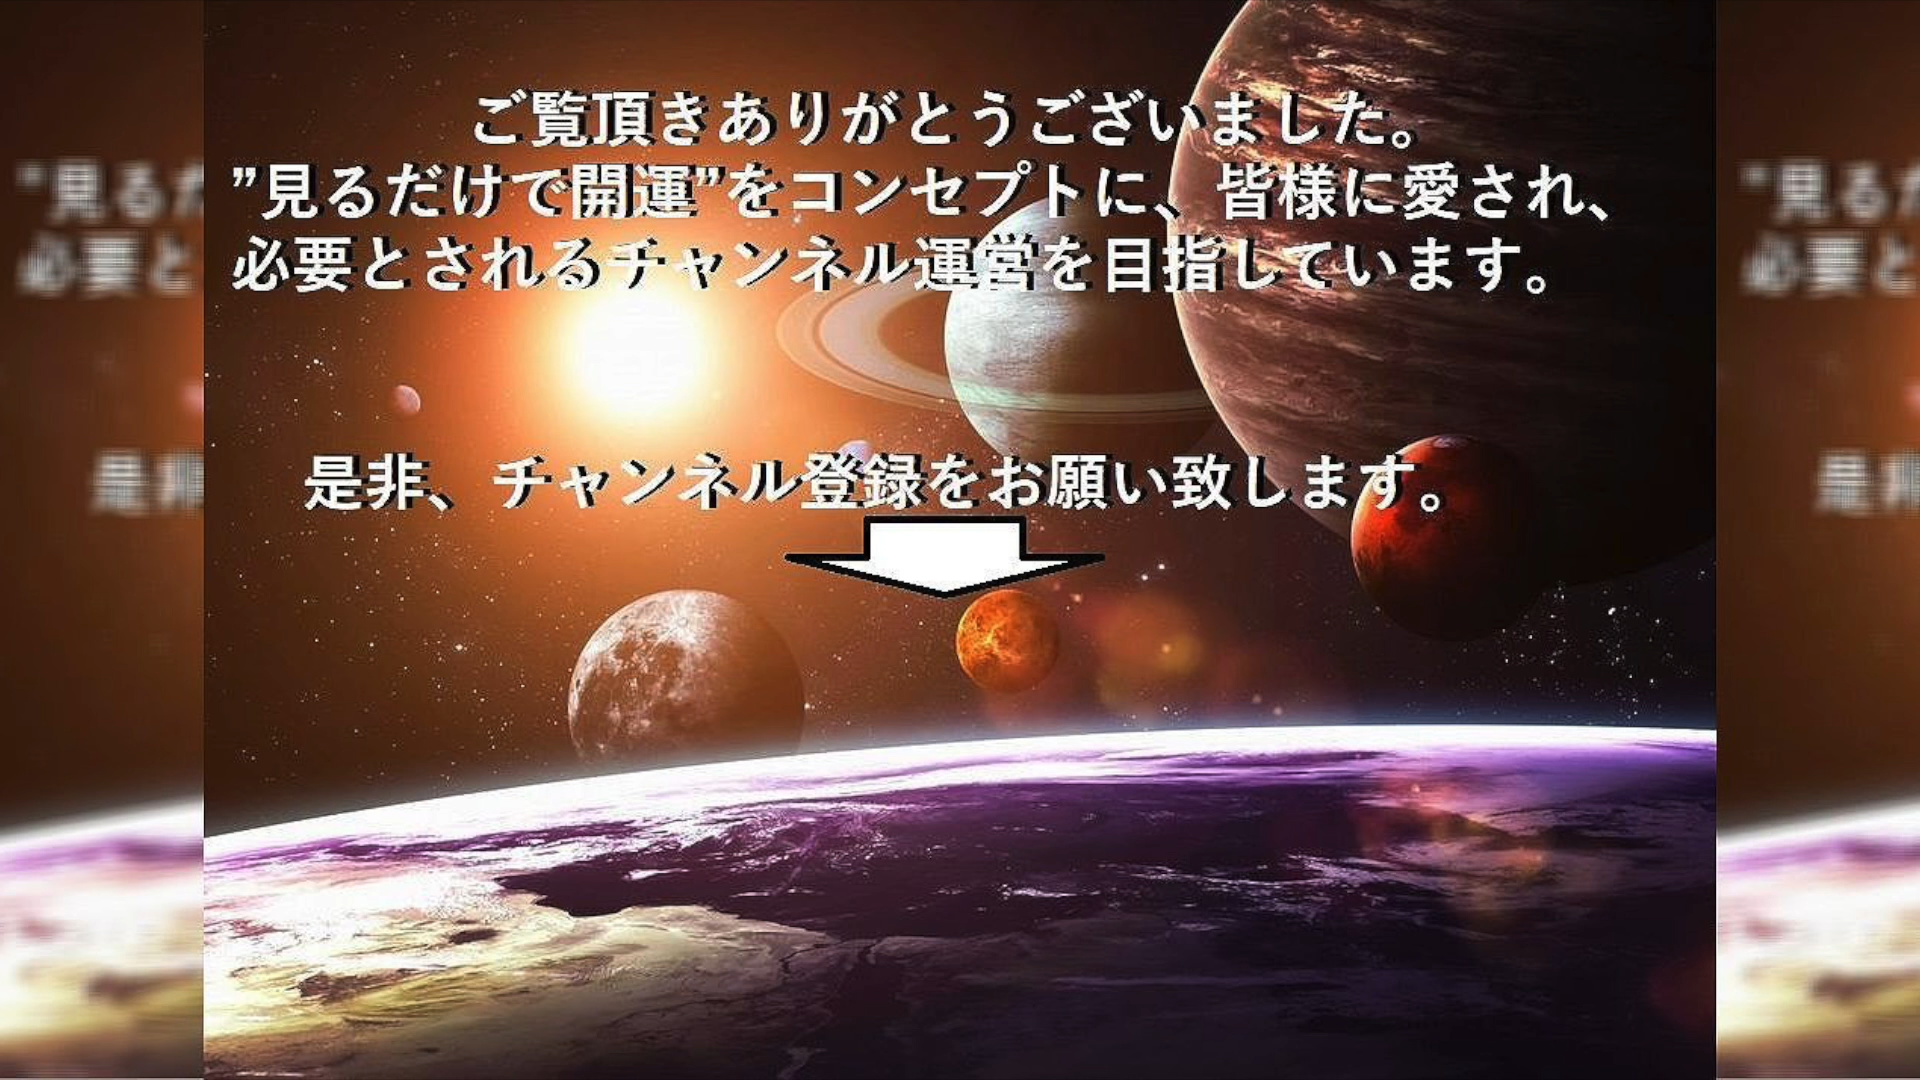 ご覧頂きありがとうございました。
”見るだけで開運”をコンセプトに、皆様に愛され、
必要とされるチャンネル運営を目指しています。
是非、チャンネル登録をお願い致します。